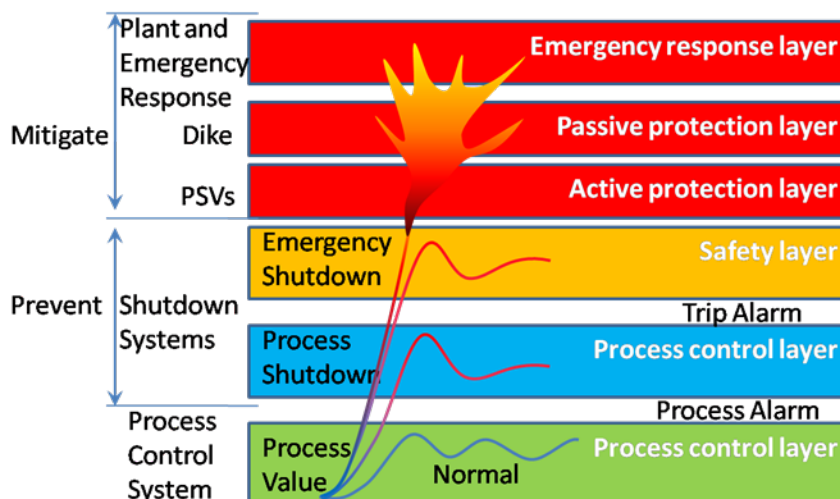 Plant and
Emergency
Response
Emergency response layer
Mitigate
Dike
Passive protection layer
PSVs
Active protection layer
Emergency
Shutdown
Safety layer
Prevent
Shutdown
Systems
Trip Alarm
Process
Shutdown
Process control layer
Process Alarm
Process
Control
System
Process
Value
Normal
Process control layer